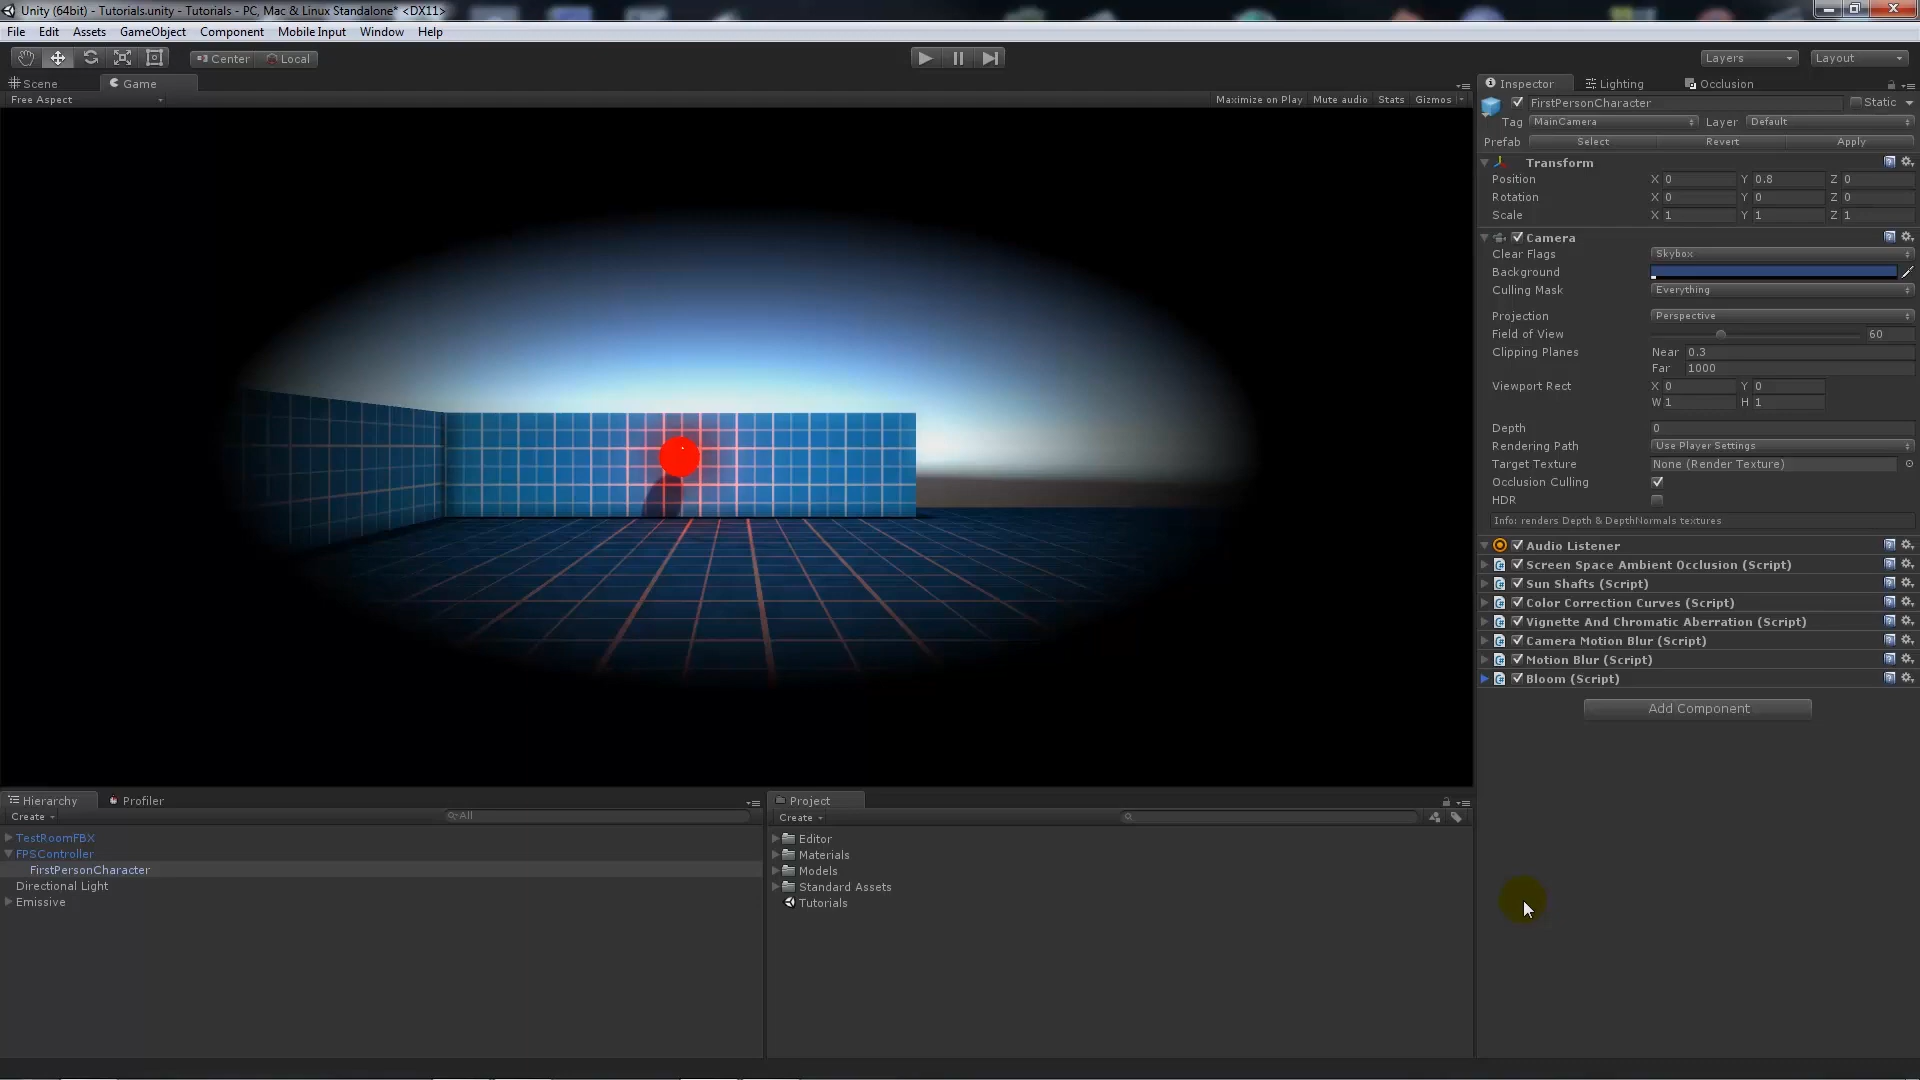 Unity (64bit) - Tutorials.unity - Tutorials - PC, Mac & Linux Standalone* <DX11>
File Edit Assets GameObject Component Mobile Input Window Help
Center Local Layers Layout
Scene Game
Free Aspect Maximize on Play Mute audio Stats Gizmos
Inspector Lighting Occlusion
FirstPersonCharacter Static
Tag MainCamera Layer Default
Prefab Select Revert Apply
Transform
Position X 0 Y 0.8 Z 0
Rotation X 0 Y 0 Z 0
Scale X 1 Y 1 Z 1
Camera
Clear Flags Skybox
Background
Culling Mask Everything
Projection Perspective
Field of View 60
Clipping Planes Near 0.3
Far 1000
Viewport Rect X 0 Y 0
W 1 H 1
Depth 0
Rendering Path Use Player Settings
Target Texture None (Render Texture)
Occlusion Culling
HDR
Info: renders Depth & DepthNormals textures
Audio Listener
Screen Space Ambient Occlusion (Script)
Sun Shafts (Script)
Color Correction Curves (Script)
Vignette And Chromatic Aberration (Script)
Camera Motion Blur (Script)
Motion Blur (Script)
Bloom (Script)
Add Component
Hierarchy Profiler
Create All
TestRoomFBX
FPSController
FirstPersonCharacter
Directional Light
Emissive
Project
Create
Editor
Materials
Models
Standard Assets
Tutorials